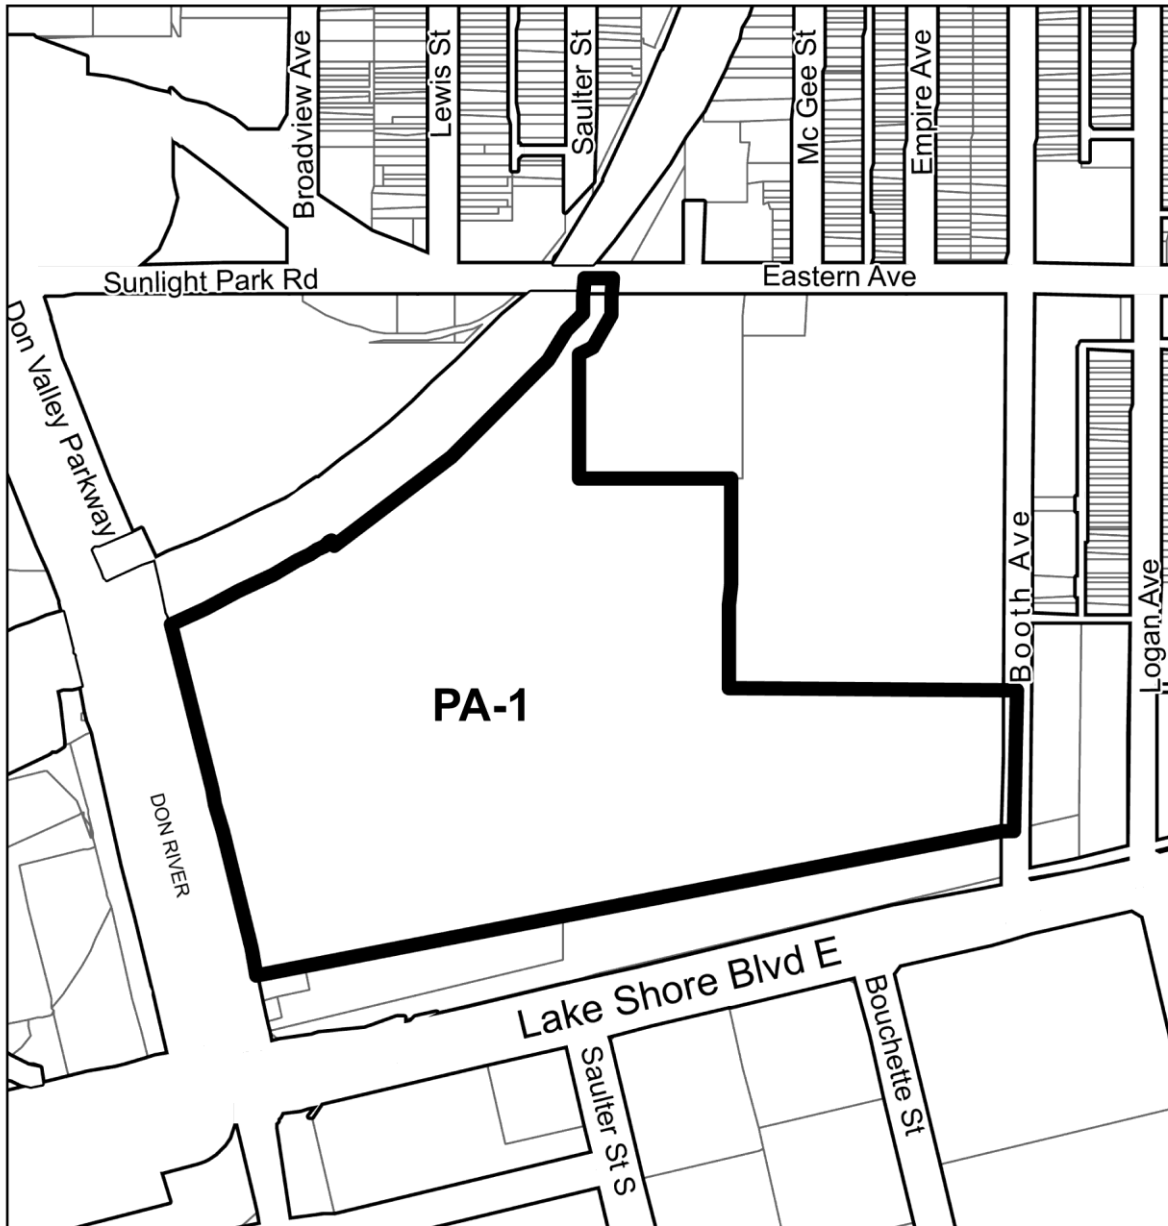 Broadview Ave
Lewis St
Saulter St
Mc Gee St
Empire Ave
Sunlight Park Rd
Eastern Ave
Don Valley Parkway
Booth Ave
Logan Ave
PA-1
DON RIVER
Lake Shore Blvd E
Bouchette St
Saulter St S